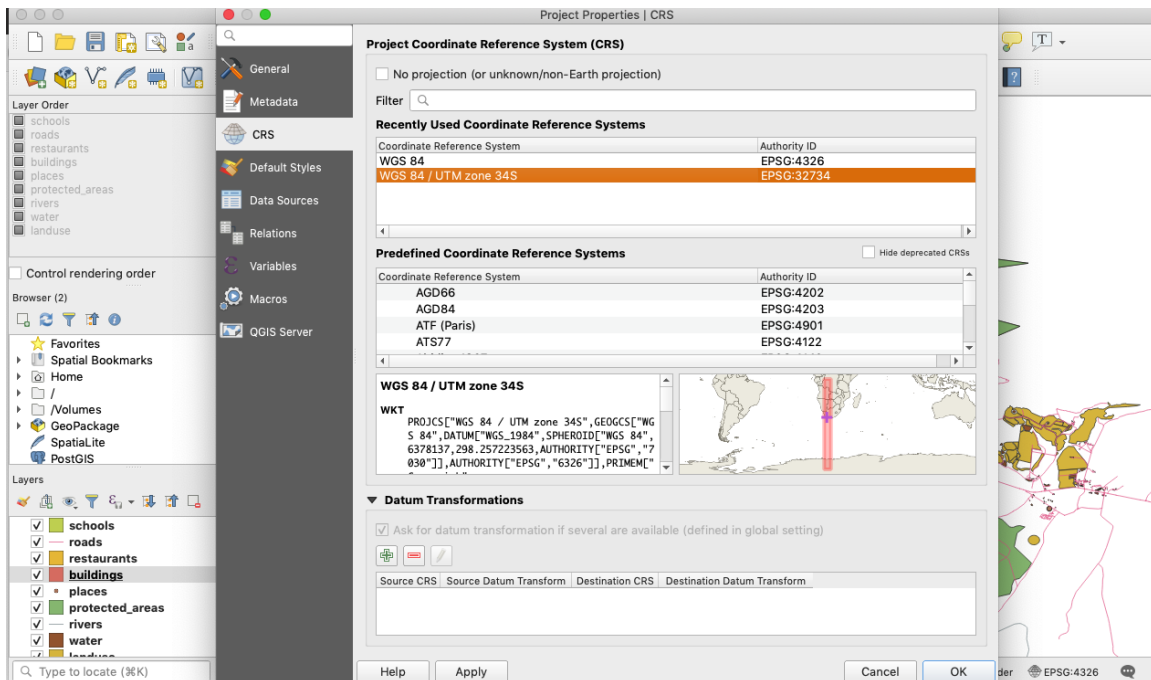 Project Properties | CRS
Layer Order
schools
roads
restaurants
buildings
places
protected_areas
rivers
water
landuse
Control rendering order
Browser (2)
Favorites
Spatial Bookmarks
Home
/
/Volumes
GeoPackage
SpatiaLite
PostGIS
Layers
schools
roads
restaurants
buildings
places
protected_areas
rivers
water
landuse
Type to locate (⌘K)
General
Metadata
CRS
Default Styles
Data Sources
Relations
Variables
Macros
QGIS Server
Project Coordinate Reference System (CRS)
No projection (or unknown/non-Earth projection)
Filter
Recently Used Coordinate Reference Systems
Coordinate Reference System Authority ID
WGS 84 EPSG:4326
WGS 84 / UTM zone 34S EPSG:32734
Predefined Coordinate Reference Systems Hide deprecated CRSs
Coordinate Reference System Authority ID
AGD66 EPSG:4202
AGD84 EPSG:4203
ATF (Paris) EPSG:4901
ATS77 EPSG:4122
WGS 84 / UTM zone 34S
WKT
PROJCS["WGS 84 / UTM zone 34S",GEOGCS["WG
S 84",DATUM["WGS_1984",SPHEROID["WGS 84",
6378137,298.257223563,AUTHORITY["EPSG","7
030"]],AUTHORITY["EPSG","6326"]],PRIMEM["
Datum Transformations
Ask for datum transformation if several are available (defined in global setting)
Source CRS Source Datum Transform Destination CRS Destination Datum Transform
Help Apply Cancel OK
der EPSG:4326